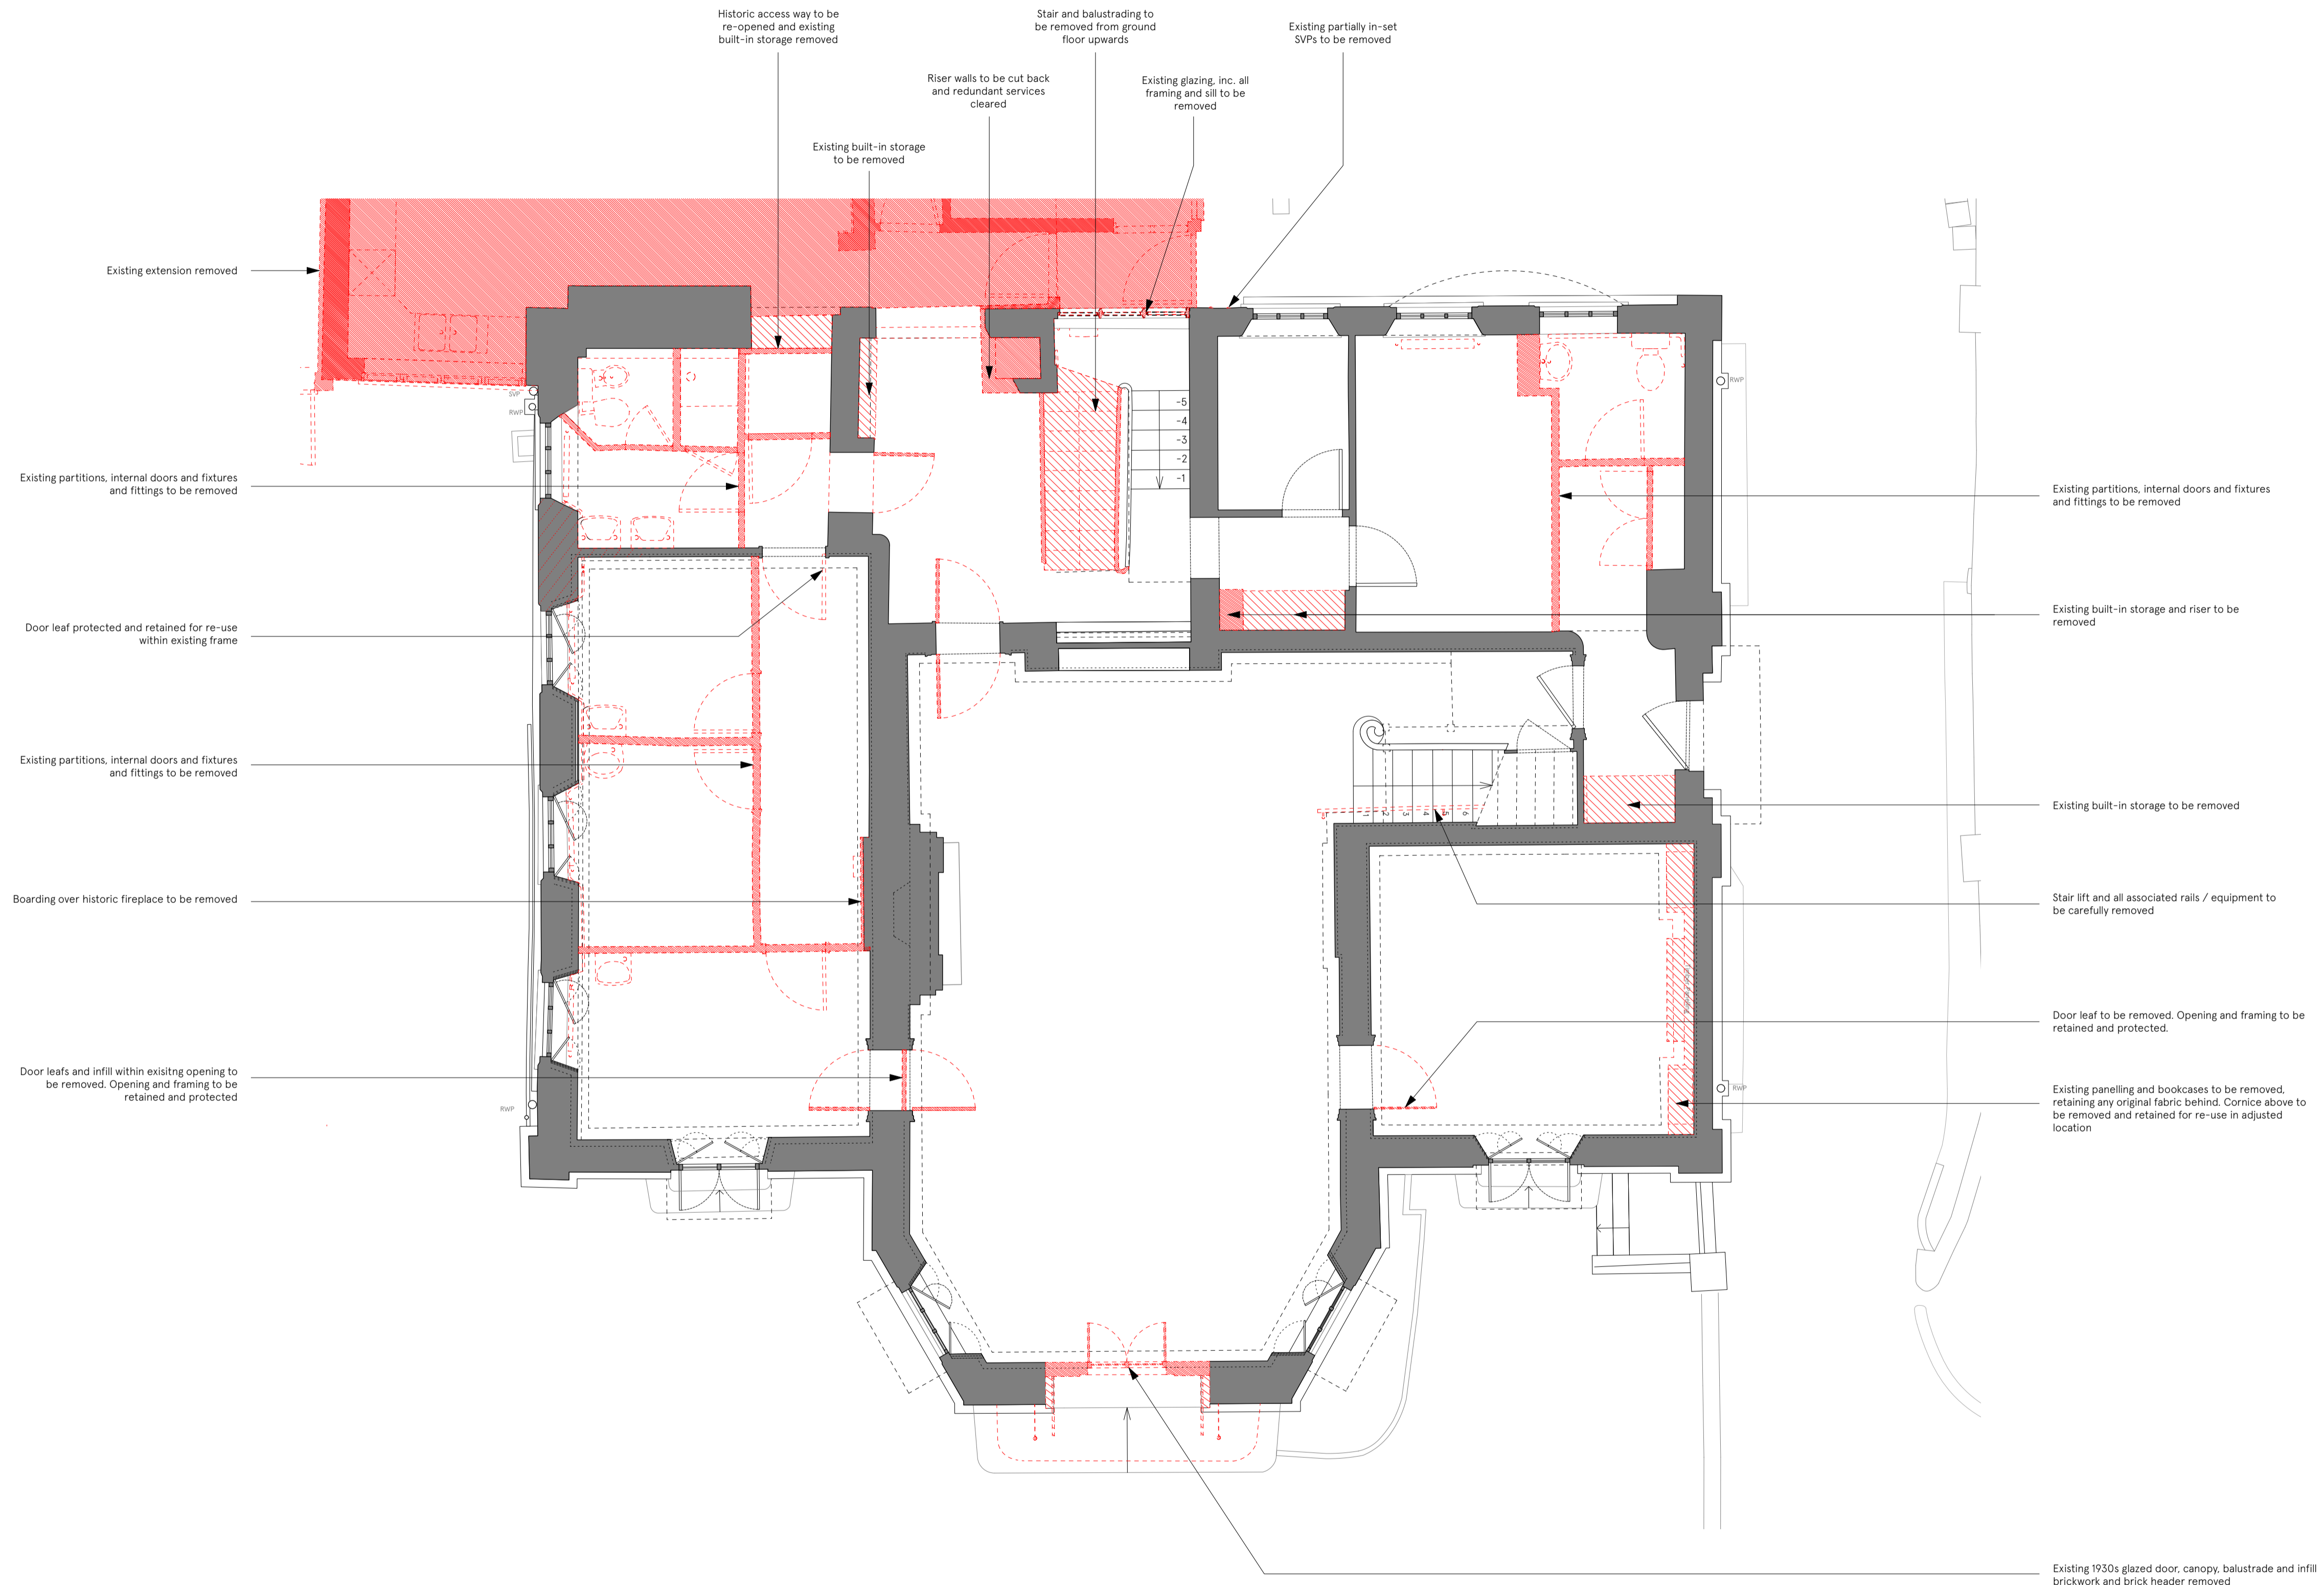 Historic access way to be
re-opened and existing
built-in storage removed
Stair and balustrading to
be removed from ground
floor upwards
Existing partially in-set
SVPs to be removed
Riser walls to be cut back
and redundant services
cleared
Existing glazing, inc. all
framing and sill to be
removed
Existing built-in storage
to be removed
Existing extension removed
SVP
RWP
RWP
-5
-4
-3
-2
-1
Existing partitions, internal doors and fixtures
and fittings to be removed
Existing partitions, internal doors and fixtures
and fittings to be removed
Door leaf protected and retained for re-use
within existing frame
Existing built-in storage and riser to be
removed
Existing partitions, internal doors and fixtures
and fittings to be removed
Existing built-in storage to be removed
1
2
3
4
5
6
Boarding over historic fireplace to be removed
Stair lift and all associated rails / equipment to
be carefully removed
Door leaf to be removed. Opening and framing to be
retained and protected.
Door leafs and infill within exisitng opening to
be removed. Opening and framing to be
retained and protected
RWP
RWP
Existing panelling and bookcases to be removed,
retaining any original fabric behind. Cornice above to
be removed and retained for re-use in adjusted
location
Existing 1930s glazed door, canopy, balustrade and infill
brickwork and brick header removed